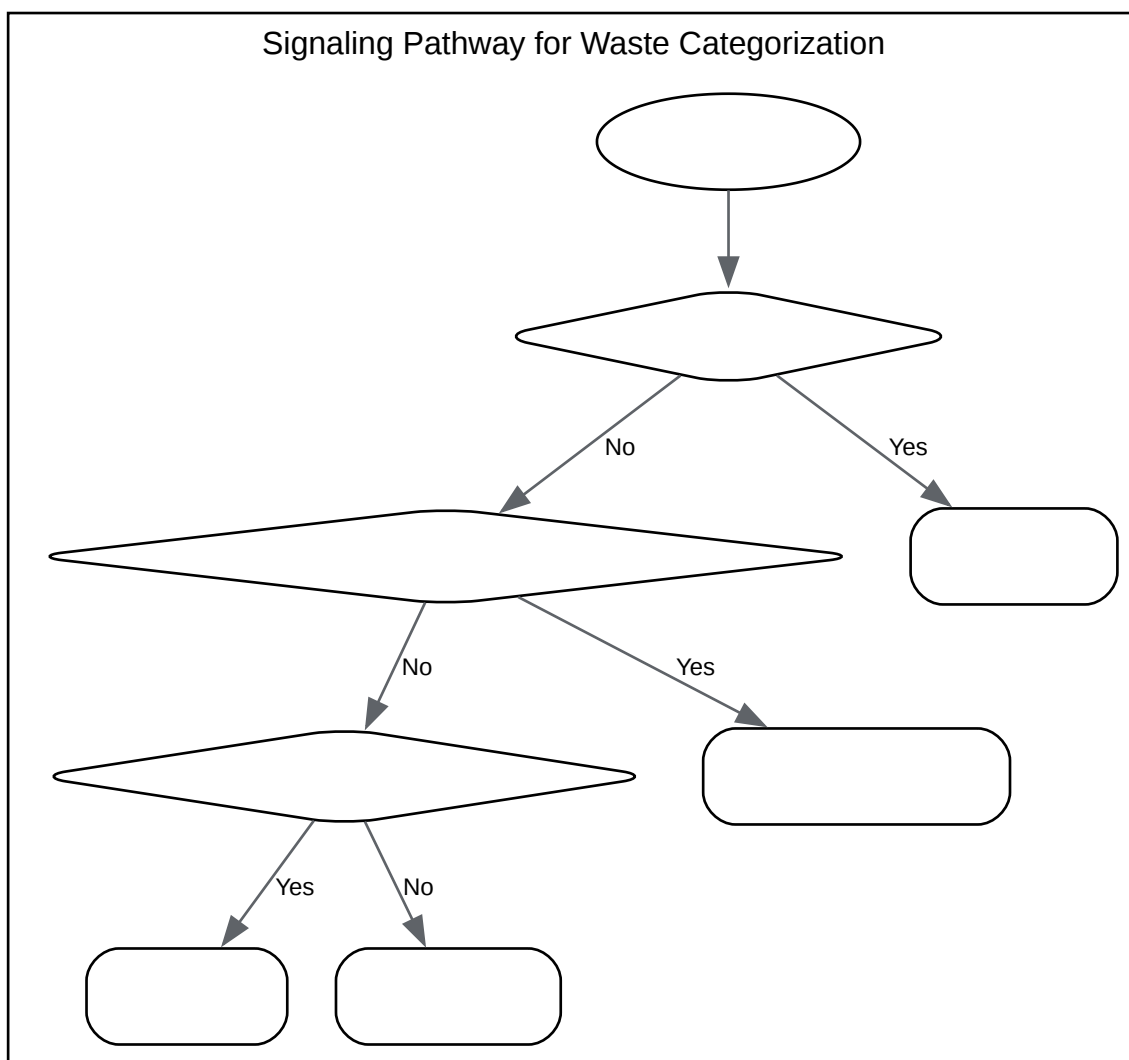 Signaling Pathway for Waste Categorization
No
Yes
No
Yes
Yes
No